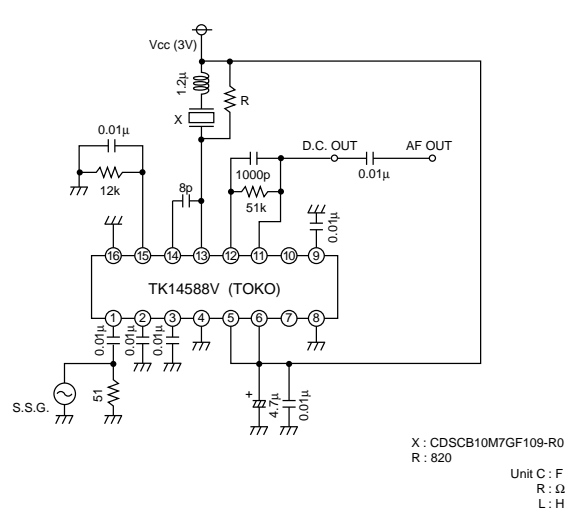 Vcc (3V)
1.2μ
R
X
0.01μ
12k
8p
1000p
51k
D.C. OUT
0.01μ
AF OUT
0.01μ
16 15 14 13 12 11 10 9
TK14588V (TOKO)
1 2 3 4 5 6 7 8
0.01μ
0.01μ
0.01μ
S.S.G.
51
+
4.7μ
0.01μ
X : CDSCB10M7GF109-R0
R : 820
Unit C : F
R : Ω
L : H